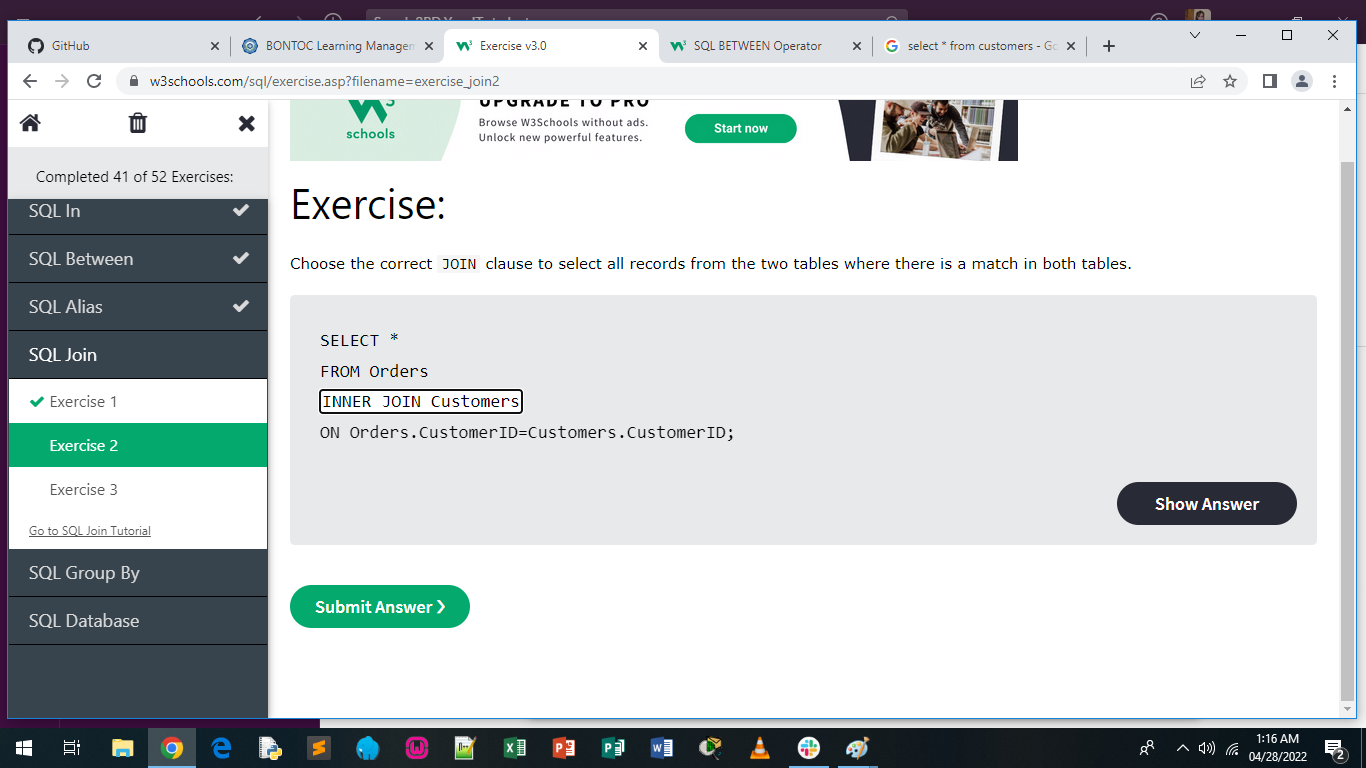 GitHub
BONTOC Learning Managem
Exercise v3.0
SQL BETWEEN Operator
select * from customers - Go
w3schools.com/sql/exercise.asp?filename=exercise_join2
Completed 41 of 52 Exercises:
SQL In
SQL Between
SQL Alias
SQL Join
Exercise 1
Exercise 2
Exercise 3
Go to SQL Join Tutorial
SQL Group By
SQL Database
W3
schools
UPGRADE TO PRO
Browse W3Schools without ads.
Unlock new powerful features.
Start now
Exercise:
Choose the correct JOIN clause to select all records from the two tables where there is a match in both tables.
SELECT *
FROM Orders
INNER JOIN Customers
ON Orders.CustomerID=Customers.CustomerID;
Show Answer
Submit Answer ❯
1:16 AM
04/28/2022
2